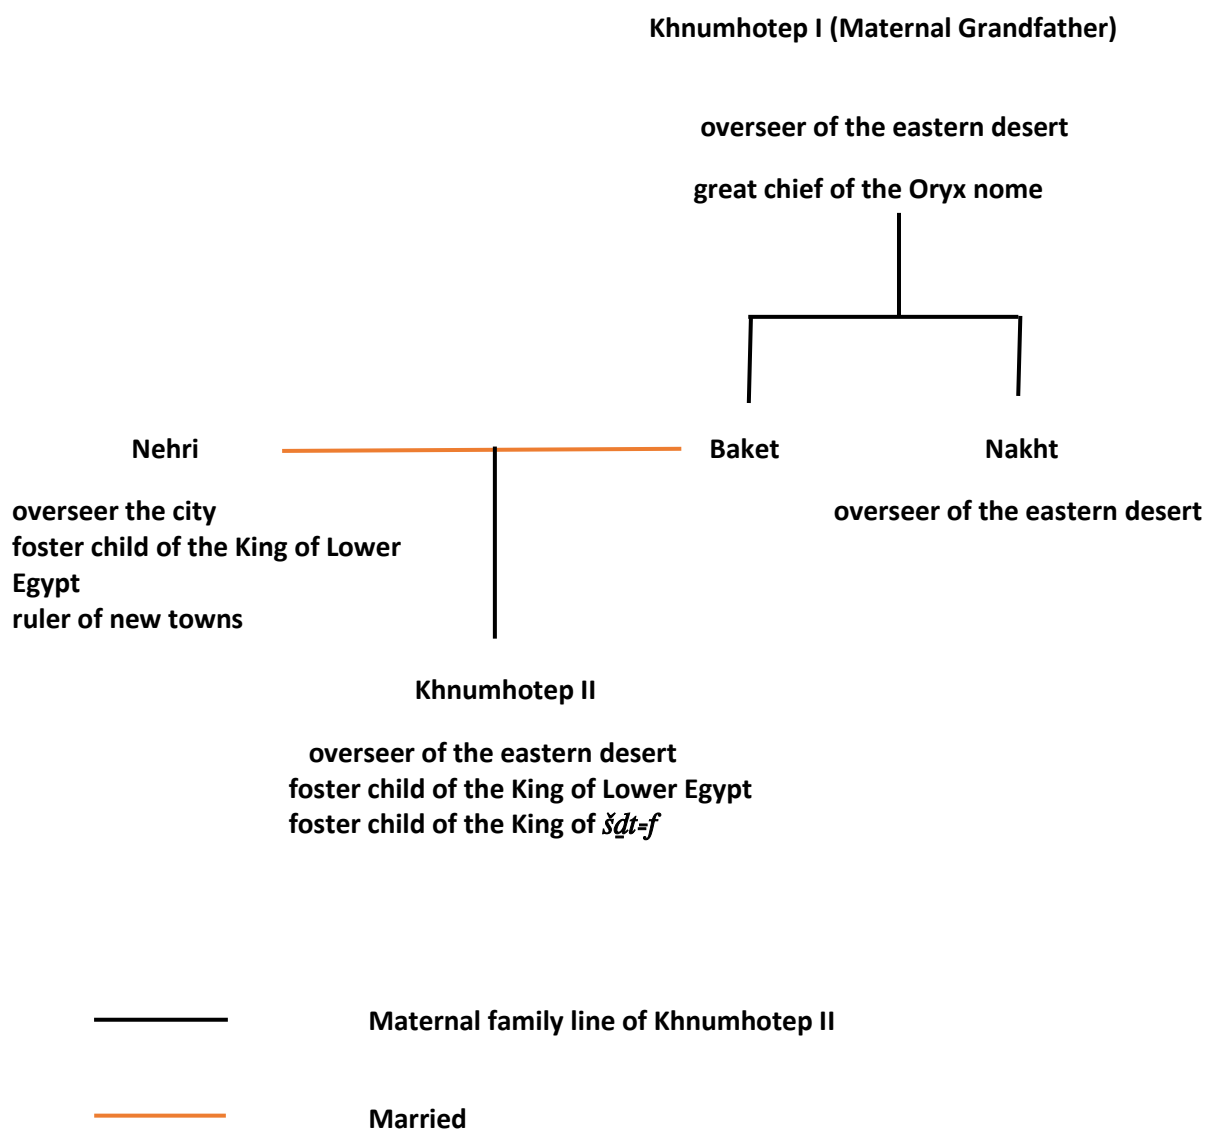 Khnumhotep I (Maternal Grandfather)
overseer of the eastern desert
great chief of the Oryx nome
Nehri
Baket
Nakht
overseer the city
foster child of the King of Lower
Egypt
ruler of new towns
overseer of the eastern desert
Khnumhotep II
overseer of the eastern desert
foster child of the King of Lower Egypt
foster child of the King of šḏt=f
Maternal family line of Khnumhotep II
Married